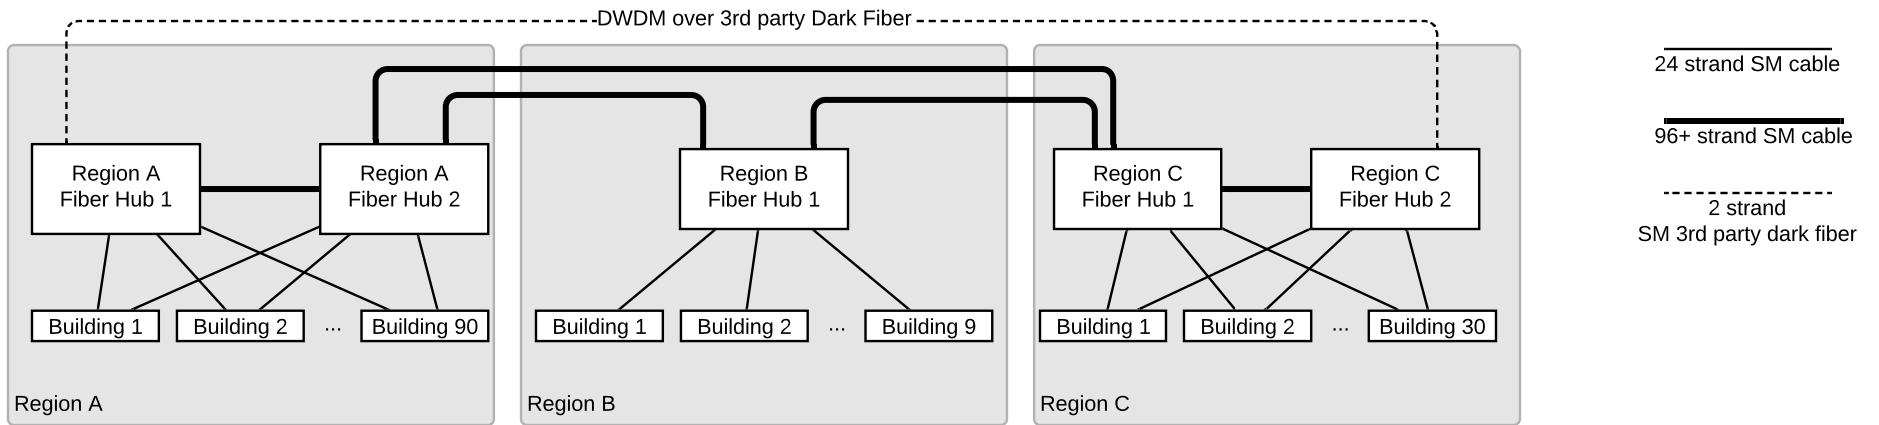 DWDM over 3rd party Dark Fiber
Region A
Fiber Hub 1
Region A
Fiber Hub 2
Building 1
Building 2
...
Building 90
Region A
Region B
Fiber Hub 1
Building 1
Building 2
...
Building 9
Region B
Region C
Fiber Hub 1
Region C
Fiber Hub 2
Building 1
Building 2
...
Building 30
Region C
24 strand SM cable
96+ strand SM cable
2 strand
SM 3rd party dark fiber